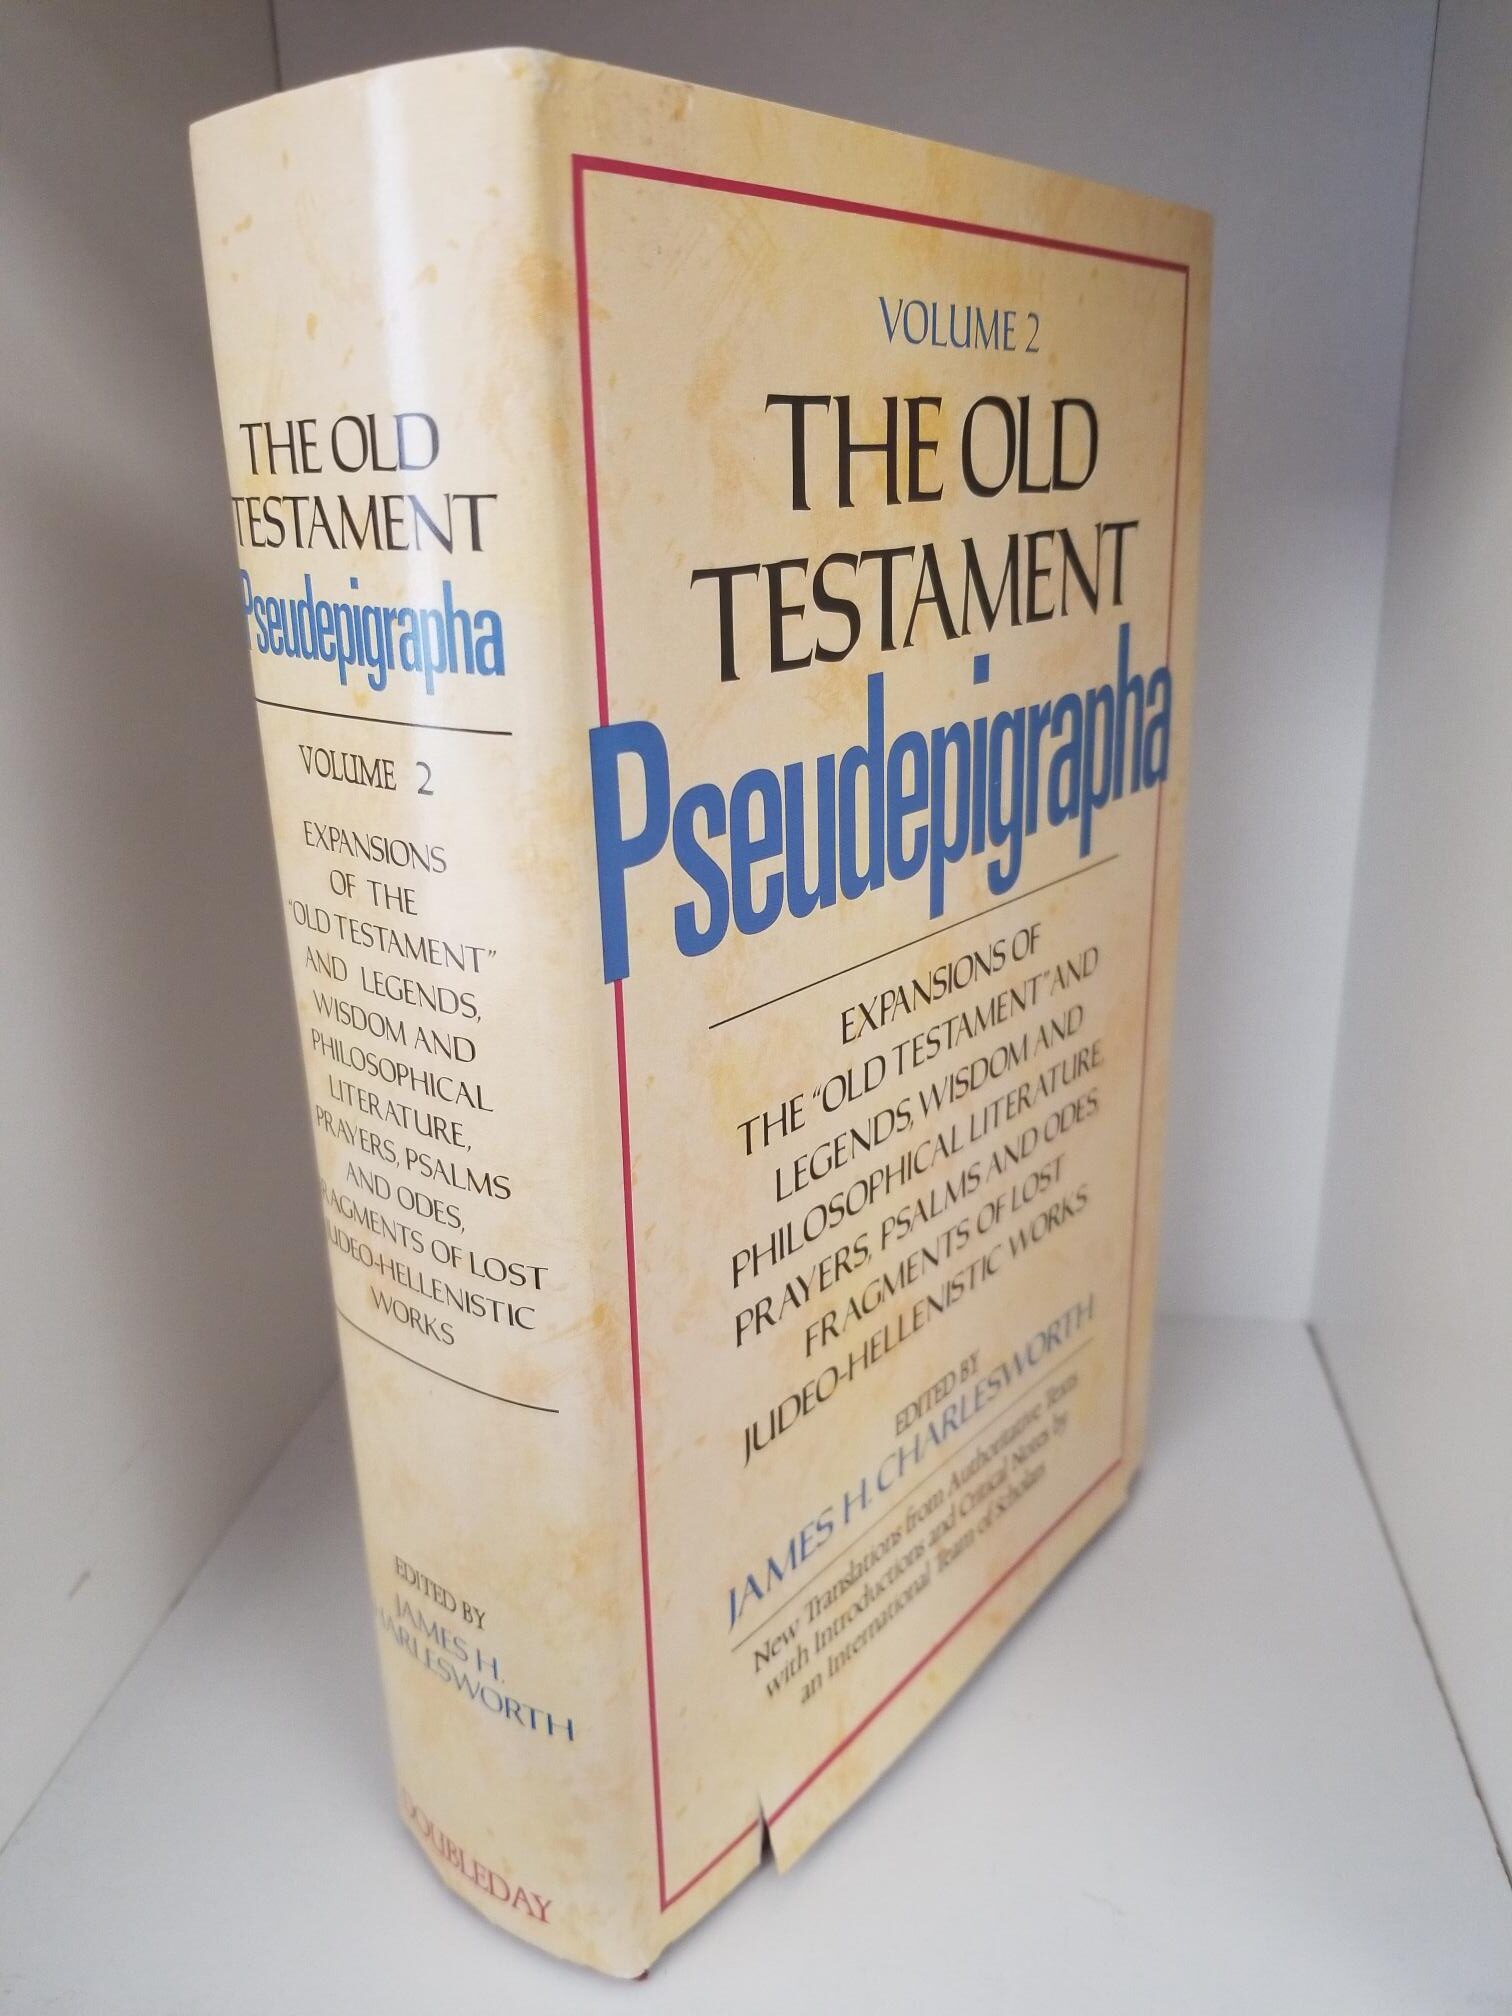 THE OLD
TESTAMENT
Pseudepigrapha
VOLUME 2
EXPANSIONS
OF THE
"OLD TESTAMENT"
AND LEGENDS,
WISDOM AND
PHILOSOPHICAL
LITERATURE,
PRAYERS, PSALMS
AND ODES,
FRAGMENTS OF LOST
JUDEO-HELLENISTIC
WORKS
EDITED BY
JAMES H.
CHARLESWORTH
DOUBLEDAY
VOLUME 2
THE OLD
TESTAMENT
Pseudepigrapha
EXPANSIONS OF
THE "OLD TESTAMENT" AND
LEGENDS, WISDOM AND
PHILOSOPHICAL LITERATURE,
PRAYERS, PSALMS AND ODES,
FRAGMENTS OF LOST
JUDEO-HELLENISTIC WORKS
EDITED BY
JAMES H. CHARLESWORTH
New Translations from Authoritative Texts
with Introductions and Critical Notes by
an International Team of Scholars